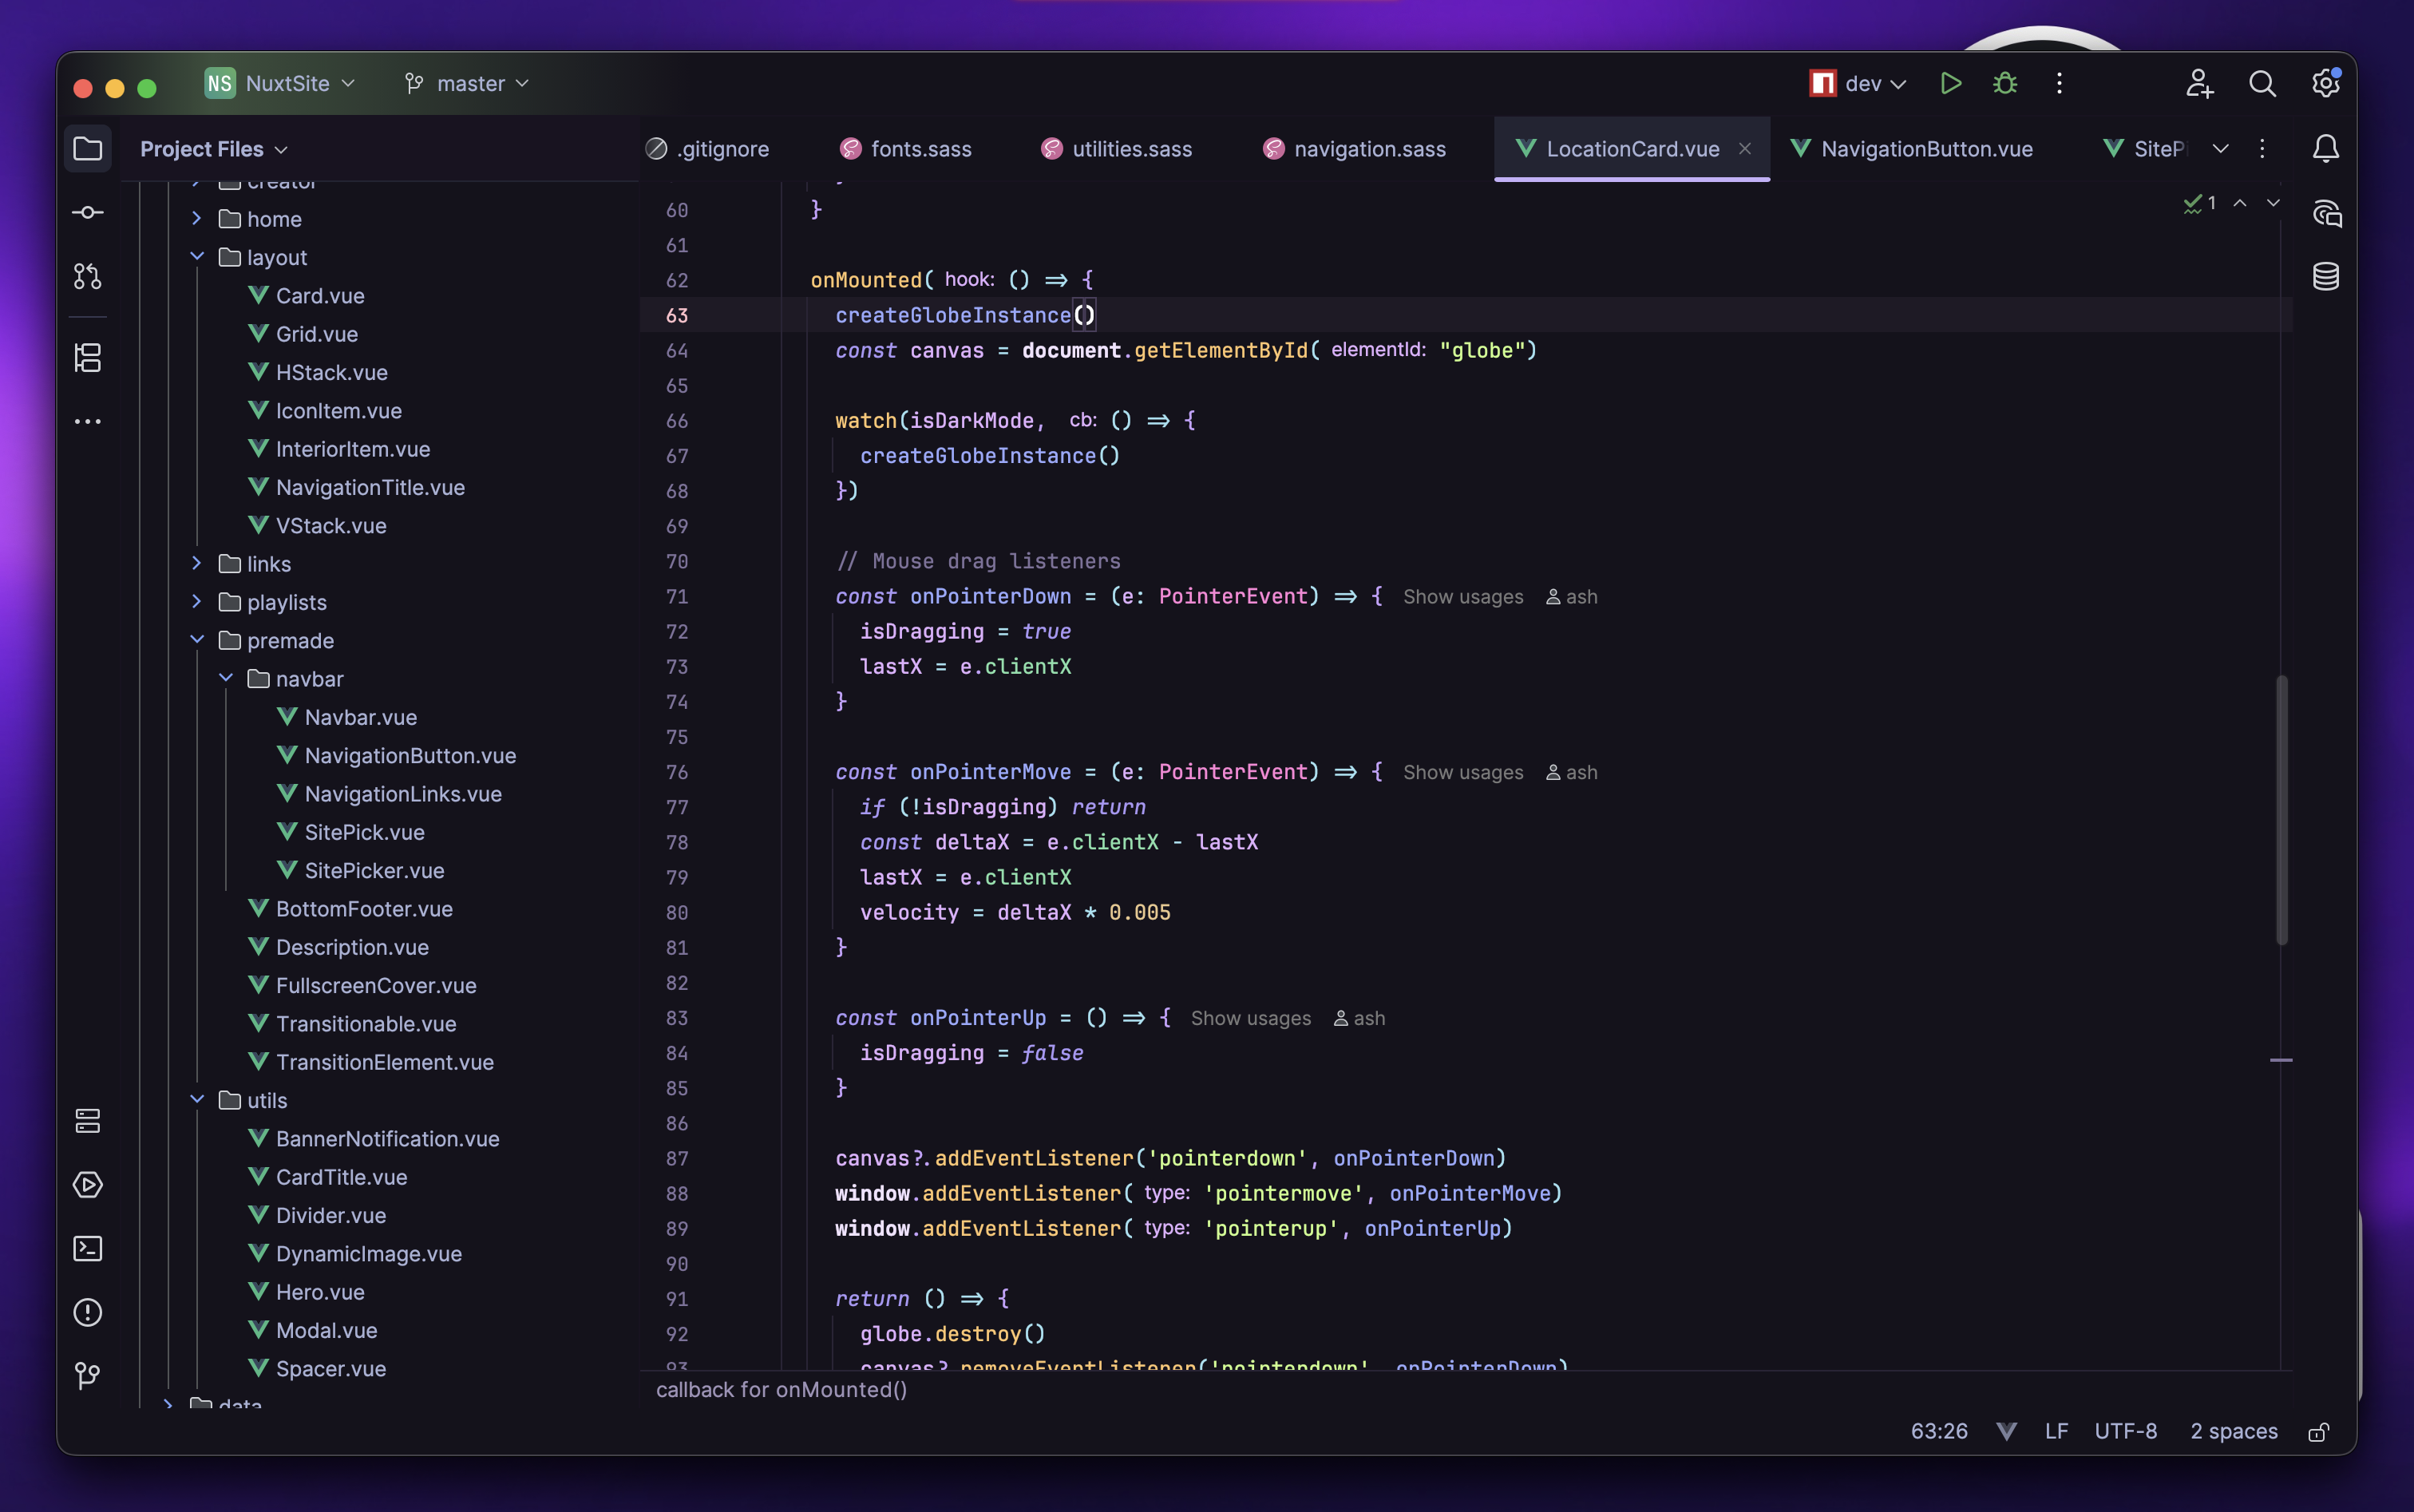 NS NuxtSite master dev
Project Files
.gitignore fonts.sass utilities.sass navigation.sass LocationCard.vue NavigationButton.vue SitePi
creator
home
layout
Card.vue
Grid.vue
HStack.vue
IconItem.vue
InteriorItem.vue
NavigationTitle.vue
VStack.vue
links
playlists
premade
navbar
Navbar.vue
NavigationButton.vue
NavigationLinks.vue
SitePick.vue
SitePicker.vue
BottomFooter.vue
Description.vue
FullscreenCover.vue
Transitionable.vue
TransitionElement.vue
utils
BannerNotification.vue
CardTitle.vue
Divider.vue
DynamicImage.vue
Hero.vue
Modal.vue
Spacer.vue
data
1
60 }
61
62 onMounted( hook: () => {
63 createGlobeInstance()
64 const canvas = document.getElementById( elementId: "globe")
65
66 watch(isDarkMode, cb: () => {
67 createGlobeInstance()
68 })
69
70 // Mouse drag listeners
71 const onPointerDown = (e: PointerEvent) => { Show usages ash
72 isDragging = true
73 lastX = e.clientX
74 }
75
76 const onPointerMove = (e: PointerEvent) => { Show usages ash
77 if (!isDragging) return
78 const deltaX = e.clientX - lastX
79 lastX = e.clientX
80 velocity = deltaX * 0.005
81 }
82
83 const onPointerUp = () => { Show usages ash
84 isDragging = false
85 }
86
87 canvas?.addEventListener('pointerdown', onPointerDown)
88 window.addEventListener( type: 'pointermove', onPointerMove)
89 window.addEventListener( type: 'pointerup', onPointerUp)
90
91 return () => {
92 globe.destroy()
93 canvas?.removeEventListener('pointerdown', onPointerDown)
callback for onMounted()
63:26 LF UTF-8 2 spaces